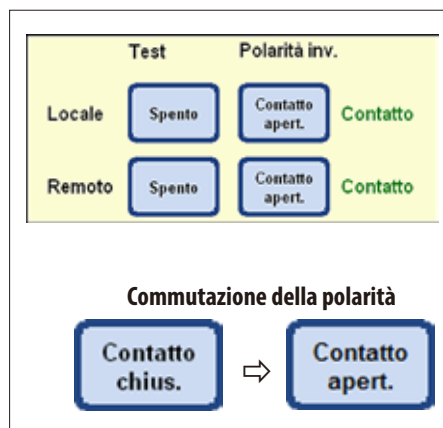 Test Polarità inv.
Locale Spento Contatto apert. Contatto
Remoto Spento Contatto apert. Contatto
Commutazione della polarità
Contatto chius. ⇨ Contatto apert.